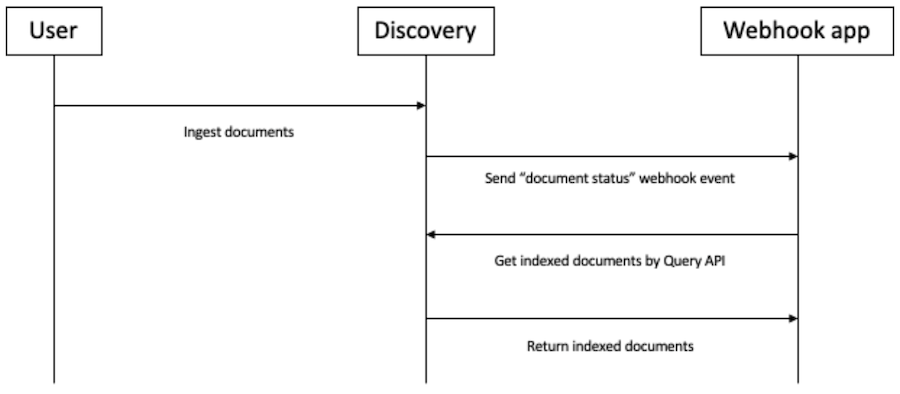 User
Discovery
Webhook app
Ingest documents
Send “document status” webhook event
Get indexed documents by Query API
Return indexed documents